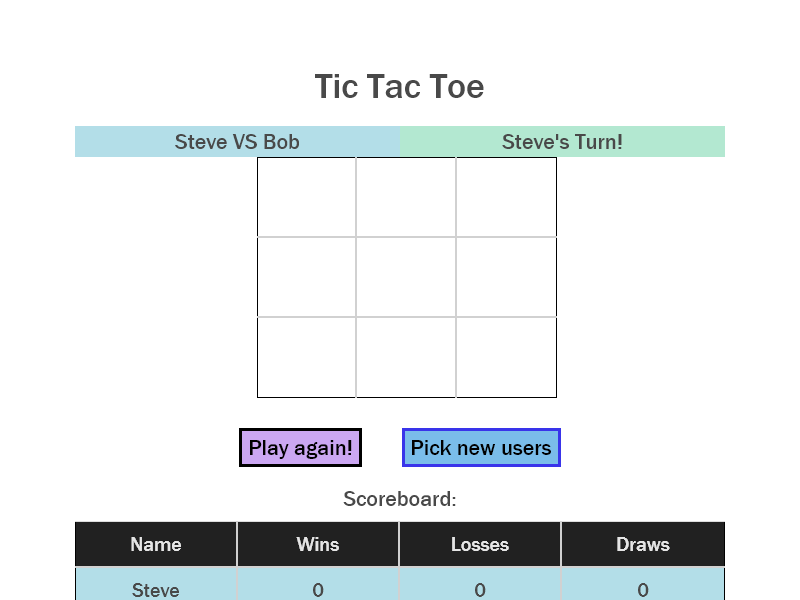 Tic Tac Toe
Steve VS Bob Steve's Turn!
Play again! Pick new users
Scoreboard:
Name Wins Losses Draws
Steve 0 0 0